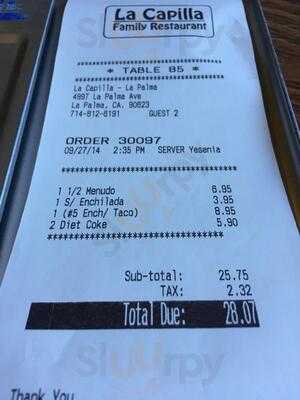 La Capilla
Family Restaurant
* TABLE 85 *
La Capilla - La Palma
4997 La Palma Ave
La Palma, CA. 90623
714-812-6191 GUEST 2
ORDER 30097
09/27/14 2:35 PM SERVER Yesenia
1 1/2 Menudo 6.95
1 S/ Enchilada 3.95
1 (#5 Ench/ Taco) 8.95
2 Diet Coke 5.90
Sub-total: 25.75
TAX: 2.32
Total Due: 28.07
Thank You
Slurpy